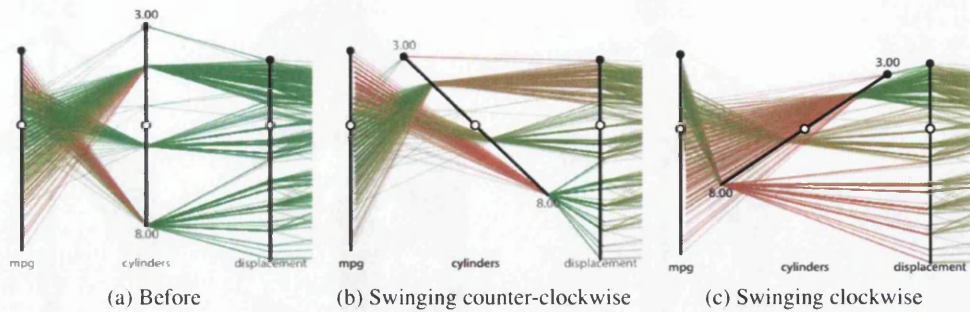 3.00
8.00
mpg
cylinders
displacement
(a) Before
3.00
8.00
mpg
cylinders
displacement
(b) Swinging counter-clockwise
3.00
8.00
mpg
cylinders
displacement
(c) Swinging clockwise